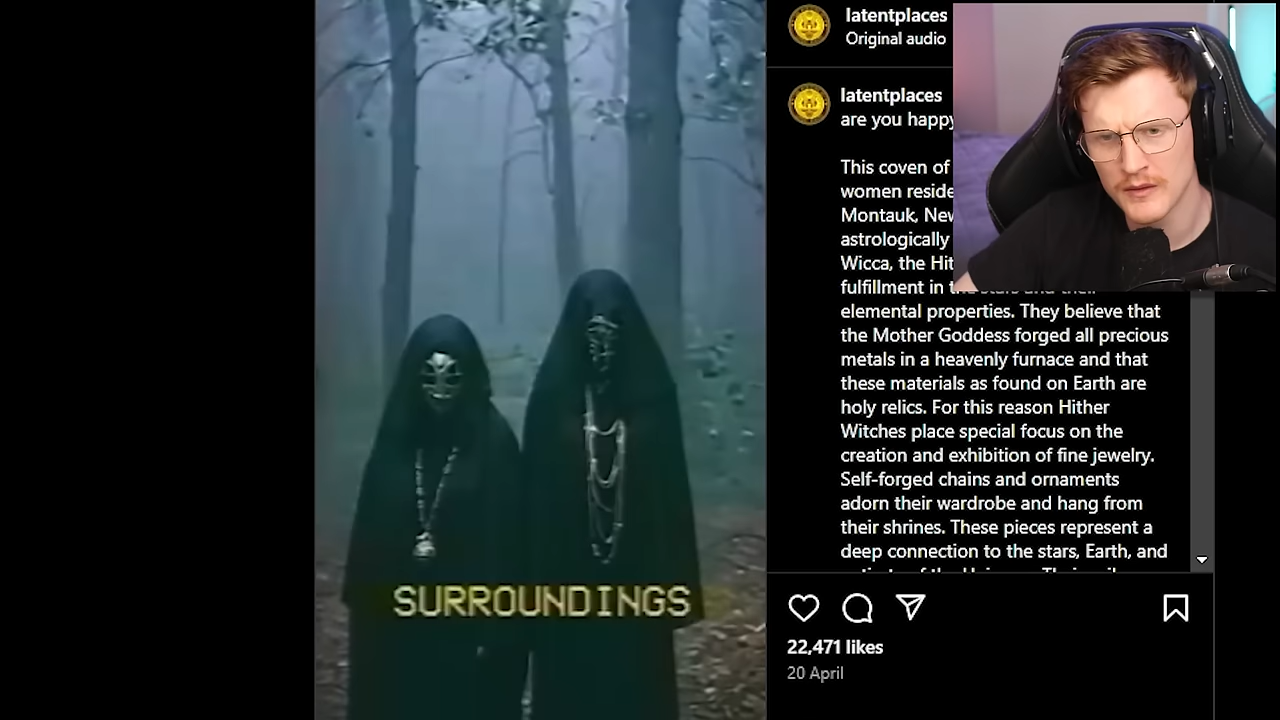 latentplaces
Original audio
latentplaces
are you happy
This coven of
women reside
Montauk, New
astrologically
Wicca, the Hit
fulfillment in the stars and their
elemental properties. They believe that
the Mother Goddess forged all precious
metals in a heavenly furnace and that
these materials as found on Earth are
holy relics. For this reason Hither
Witches place special focus on the
creation and exhibition of fine jewelry.
Self-forged chains and ornaments
adorn their wardrobe and hang from
their shrines. These pieces represent a
deep connection to the stars, Earth, and
SURROUNDINGS
22,471 likes
20 April